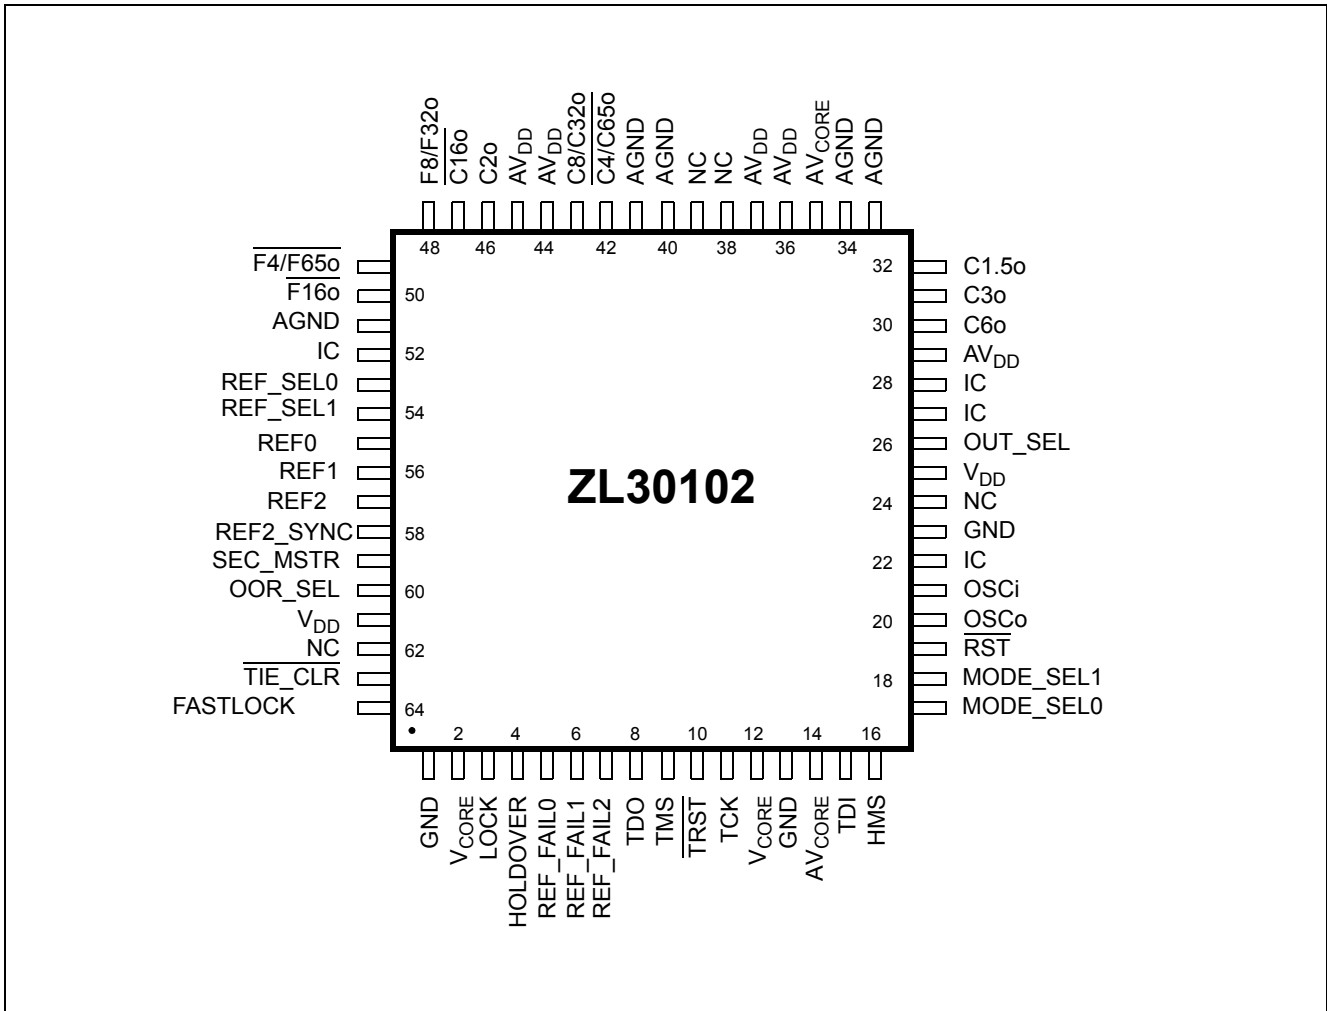 F8/F32o
C16o
C2o
AVDD
AVDD
C8/C32o
C4/C65o
AGND
AGND
NC
NC
AVDD
AVDD
AVCORE
AGND
AGND
48
46
44
42
40
38
36
34
F4/F65o
F16o
50
AGND
IC
52
REF_SEL0
REF_SEL1
54
REF0
REF1
56
REF2
REF2_SYNC
58
SEC_MSTR
OOR_SEL
60
VDD
NC
62
TIE_CLR
FASTLOCK
64
ZL30102
32
C1.5o
C3o
30
C6o
AVDD
28
IC
IC
26
OUT_SEL
VDD
24
NC
GND
22
IC
OSCi
20
OSCo
RST
18
MODE_SEL1
MODE_SEL0
2
4
6
8
10
12
14
16
GND
VCORE
LOCK
HOLDOVER
REF_FAIL0
REF_FAIL1
REF_FAIL2
TDO
TMS
TRST
TCK
VCORE
GND
AVCORE
TDI
HMS